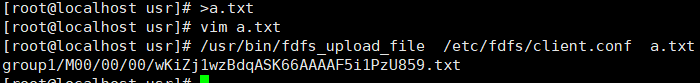 [root@localhost usr]# >a.txt
[root@localhost usr]# vim a.txt
[root@localhost usr]# /usr/bin/fdfs_upload_file  /etc/fdfs/client.conf  a.txt
group1/M00/00/00/wKiZj1wzBdqASK66AAAAF5i1PzU859.txt
[root@localhost usr]#